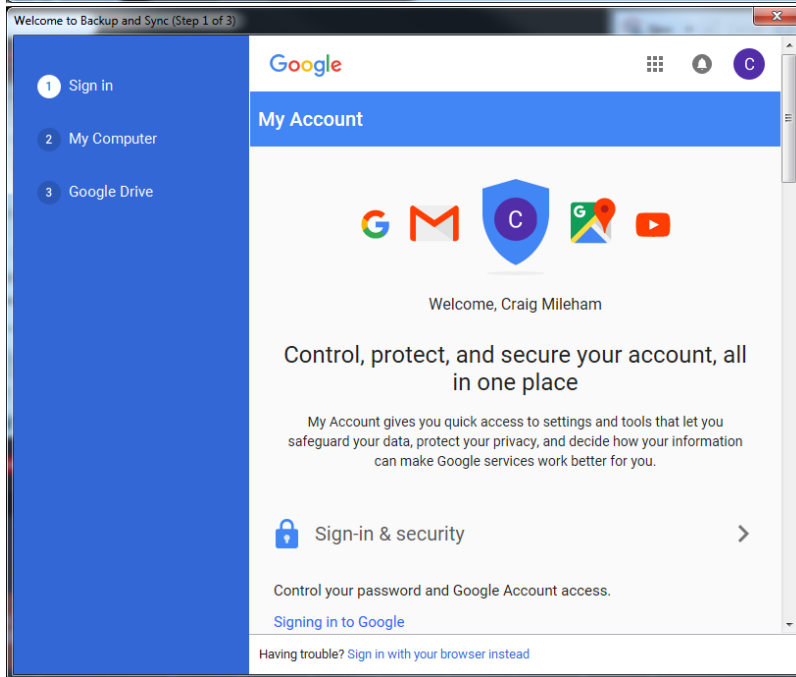 Welcome to Backup and Sync (Step 1 of 3)
1 Sign in
2 My Computer
3 Google Drive
Google
C
My Account
G
C
G
Welcome, Craig Mileham
Control, protect, and secure your account, all
in one place
My Account gives you quick access to settings and tools that let you
safeguard your data, protect your privacy, and decide how your information
can make Google services work better for you.
Sign-in & security
Control your password and Google Account access.
Signing in to Google
Having trouble? Sign in with your browser instead